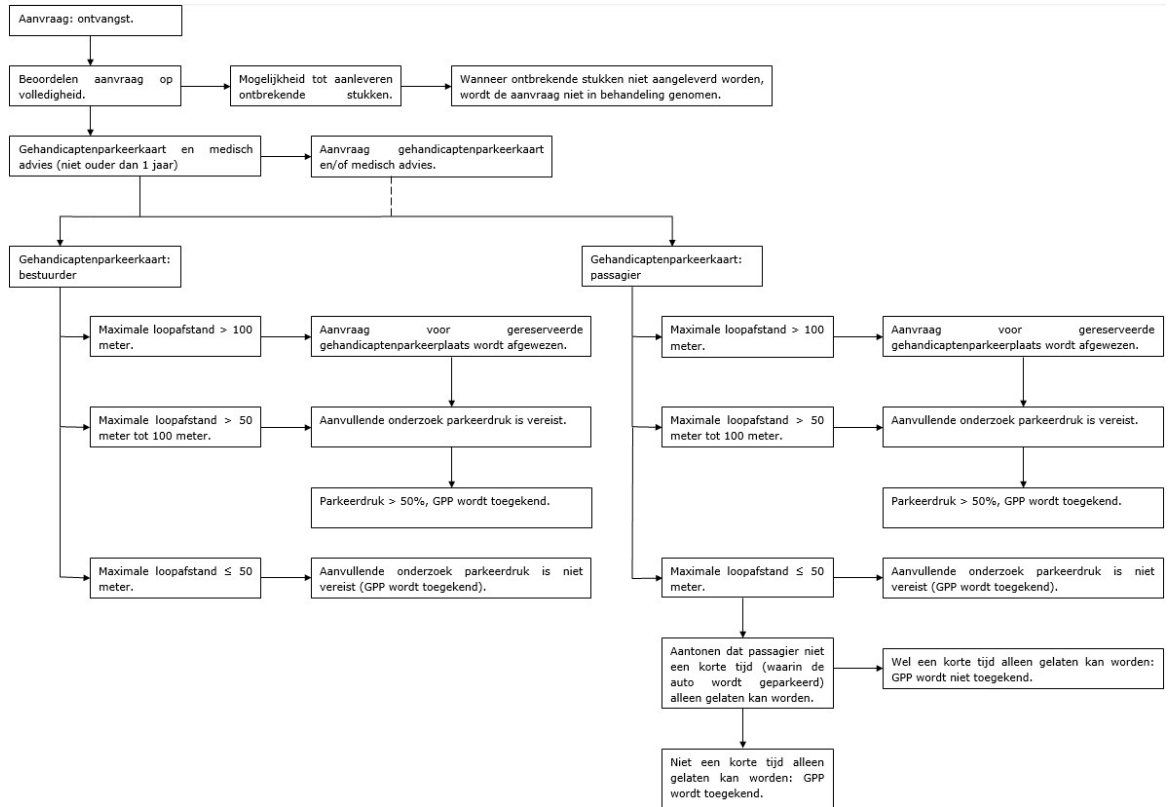 Aanvraag: ontvangst.
Beoordelen aanvraag op
volledigheid.
Mogelijkheid tot aanleveren
ontbrekende stukken.
Wanneer ontbrekende stukken niet aangeleverd worden,
wordt de aanvraag niet in behandeling genomen.
Gehandicaptenparkeerkaart en medisch
advies (niet ouder dan 1 jaar)
Aanvraag gehandicaptenparkeerkaart
en/of medisch advies.
Gehandicaptenparkeerkaart:
bestuurder
Maximale loopafstand > 100
meter.
Aanvraag voor gereserveerde
gehandicaptenparkeerplaats wordt afgewezen.
Maximale loopafstand > 50
meter tot 100 meter.
Aanvullende onderzoek parkeerdruk is vereist.
Parkeerdruk > 50%, GPP wordt toegekend.
Maximale loopafstand ≤ 50
meter.
Aanvullende onderzoek parkeerdruk is niet
vereist (GPP wordt toegekend).
Gehandicaptenparkeerkaart:
passagier
Maximale loopafstand > 100
meter.
Aanvraag voor gereserveerde
gehandicaptenparkeerplaats wordt afgewezen.
Maximale loopafstand > 50
meter tot 100 meter.
Aanvullende onderzoek parkeerdruk is vereist.
Parkeerdruk > 50%, GPP wordt toegekend.
Maximale loopafstand ≤ 50
meter.
Aanvullende onderzoek parkeerdruk is niet
vereist (GPP wordt toegekend).
Aantonen dat passagier niet
een korte tijd (waarin de
auto wordt geparkeerd)
alleen gelaten kan worden.
Wel een korte tijd alleen gelaten kan worden:
GPP wordt niet toegekend.
Niet een korte tijd alleen
gelaten kan worden: GPP
wordt toegekend.